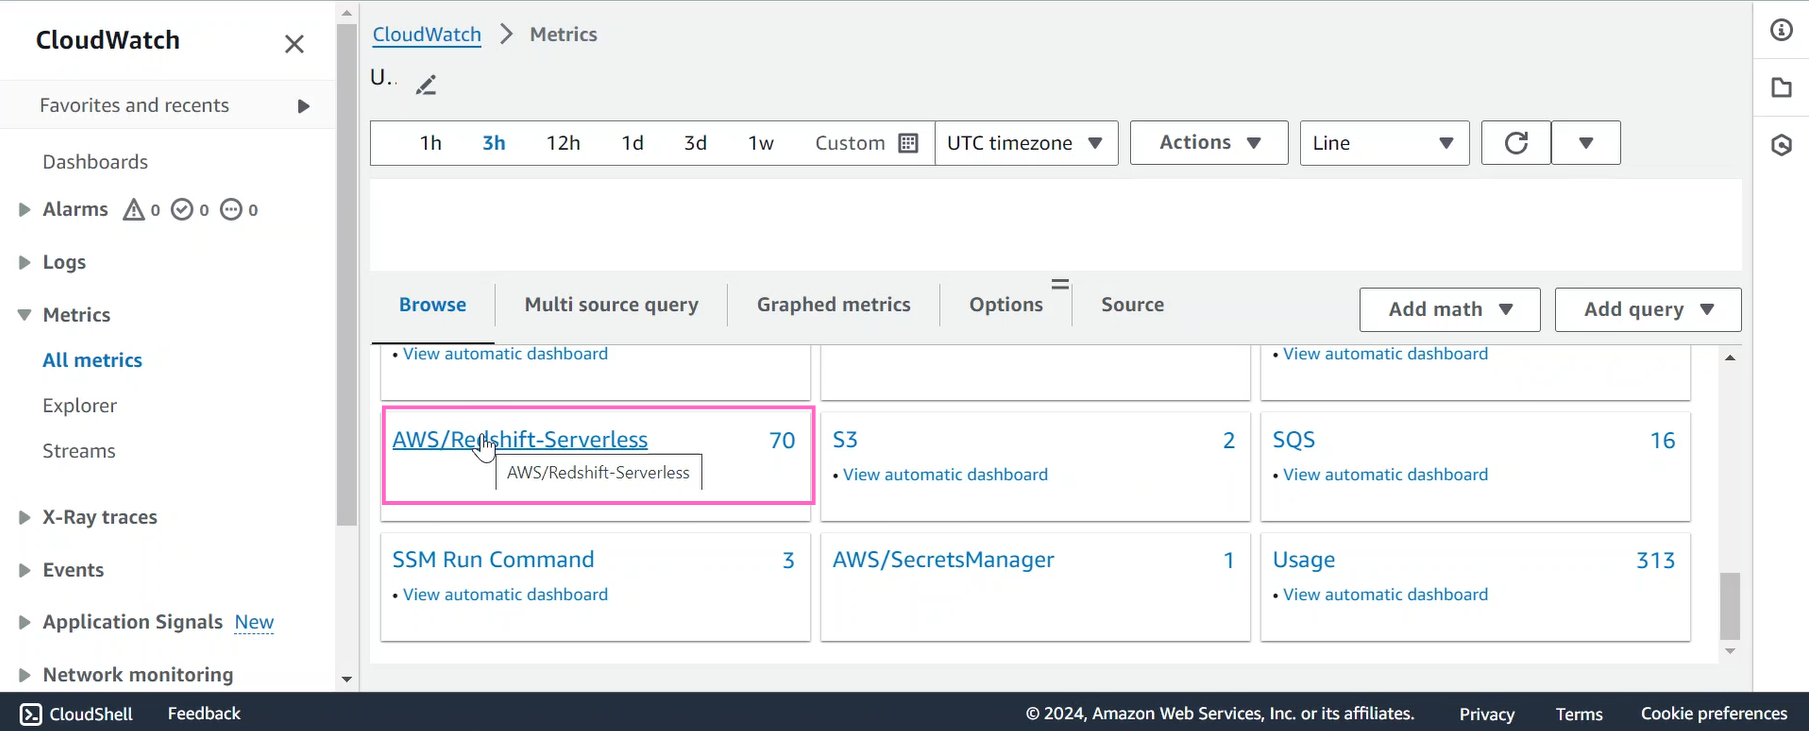 CloudWatch
Favorites and recents
Dashboards
Alarms 0 0 0
Logs
Metrics
All metrics
Explorer
Streams
X-Ray traces
Events
Application Signals New
Network monitoring
CloudWatch > Metrics
U..
1h 3h 12h 1d 3d 1w Custom UTC timezone Actions Line
Browse Multi source query Graphed metrics Options Source Add math Add query
• View automatic dashboard • View automatic dashboard
AWS/Redshift-Serverless 70 S3 2 SQS 16
AWS/Redshift-Serverless • View automatic dashboard • View automatic dashboard
SSM Run Command 3 AWS/SecretsManager 1 Usage 313
• View automatic dashboard • View automatic dashboard
CloudShell Feedback © 2024, Amazon Web Services, Inc. or its affiliates. Privacy Terms Cookie preferences